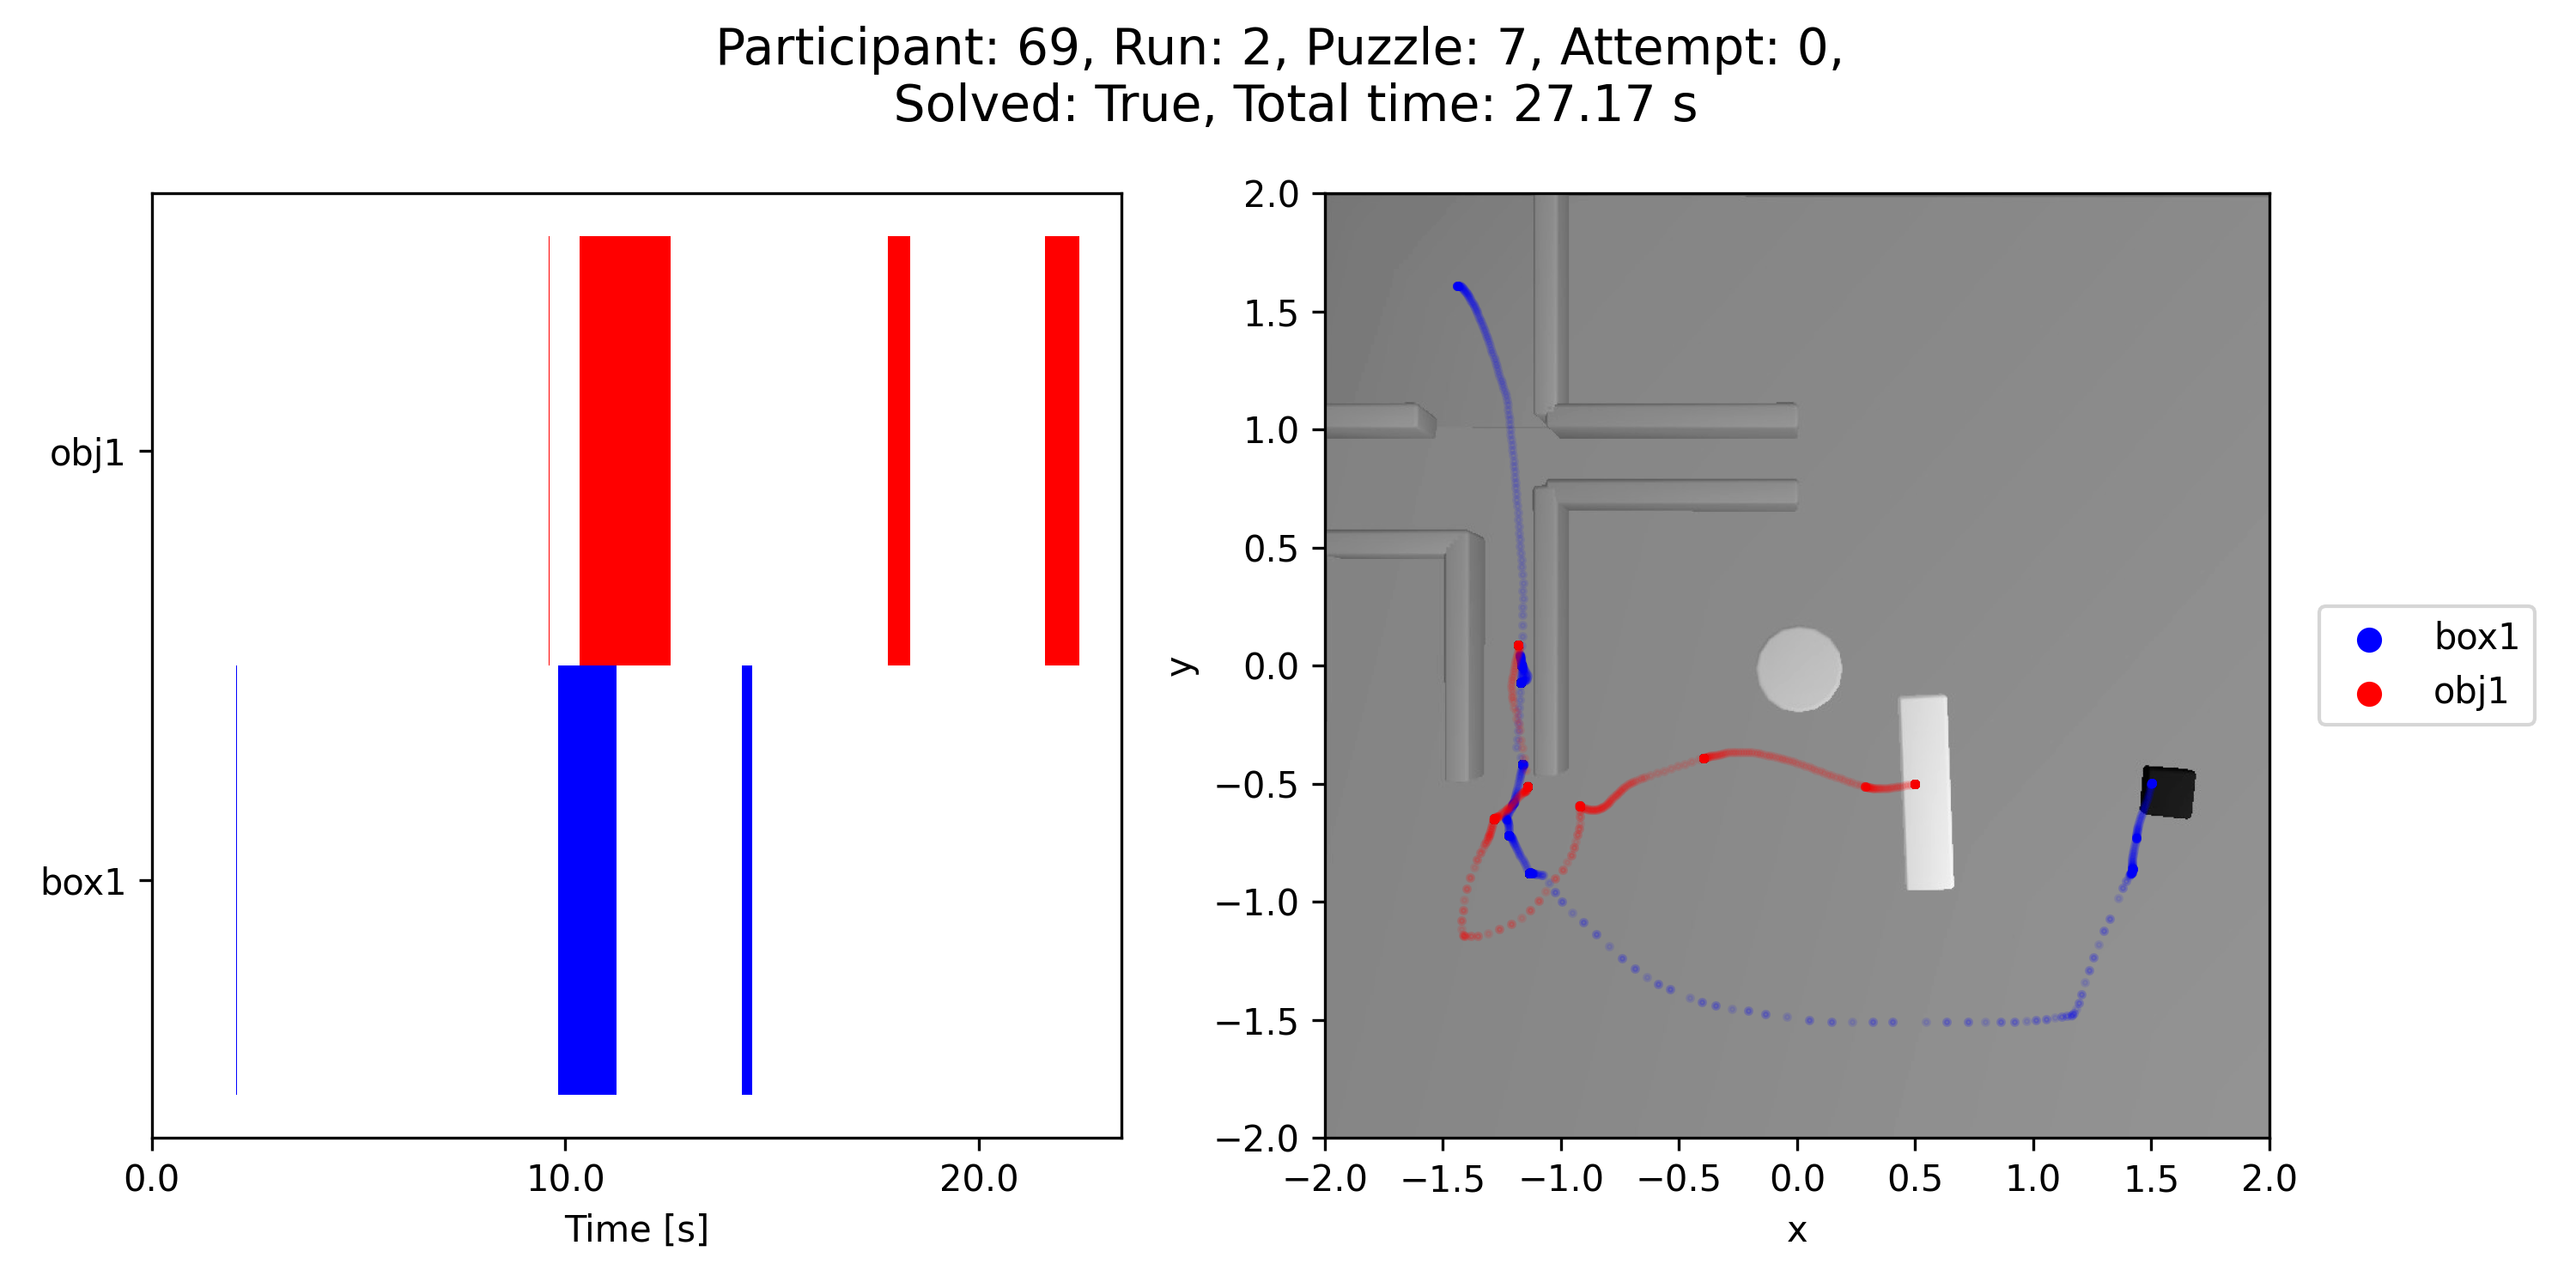 Participant: 69, Run: 2, Puzzle: 7, Attempt: 0,
Solved: True, Total time: 27.17 s
obj1
box1
0.0 10.0 20.0
Time [s]
2.0
1.5
1.0
0.5
0.0
−0.5
−1.0
−1.5
−2.0
y
−2.0 −1.5 −1.0 −0.5 0.0 0.5 1.0 1.5 2.0
x
box1
obj1